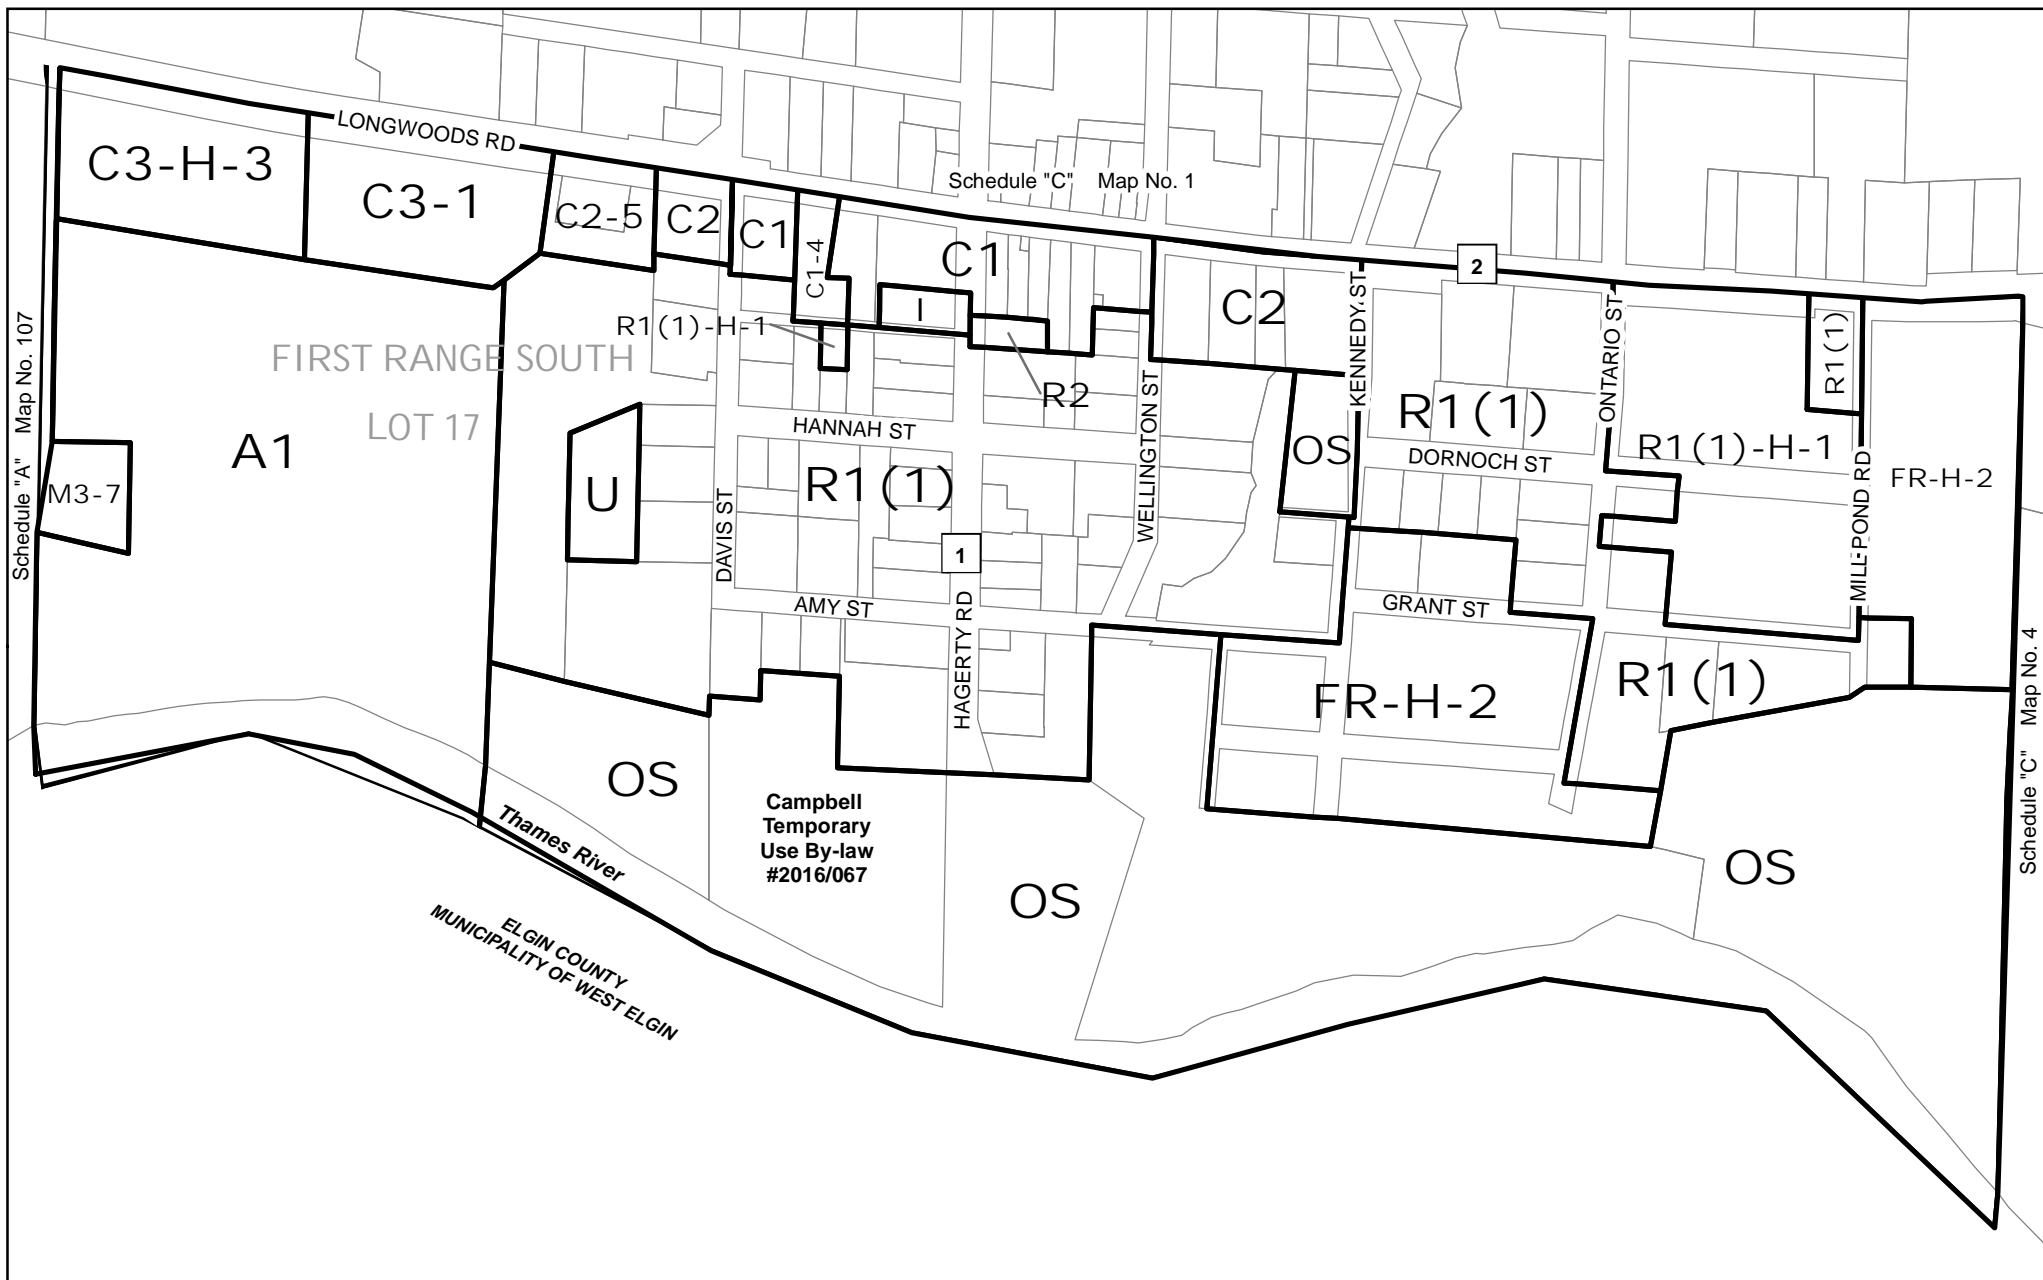 LONGWOODS RD
C3-H-3
C3-1
C2-5
C2
C1
C1-4
Schedule "C" Map No. 1
C1
I
2
C2
KENNEDY ST
ONTARIO ST
R1(1)
R1(1)-H-1
R2
WELLINGTON ST
Schedule "A" Map No. 107
FIRST RANGE SOUTH
LOT 17
A1
M3-7
U
HANNAH ST
R1(1)
DAVIS ST
1
OS
R1(1)
DORNOCH ST
R1(1)-H-1
MILL POND RD
FR-H-2
AMY ST
HAGERTY RD
GRANT ST
FR-H-2
R1(1)
Schedule "C" Map No. 4
OS
Campbell
Temporary
Use By-law
#2016/067
OS
OS
Thames River
ELGIN COUNTY
MUNICIPALITY OF WEST ELGIN